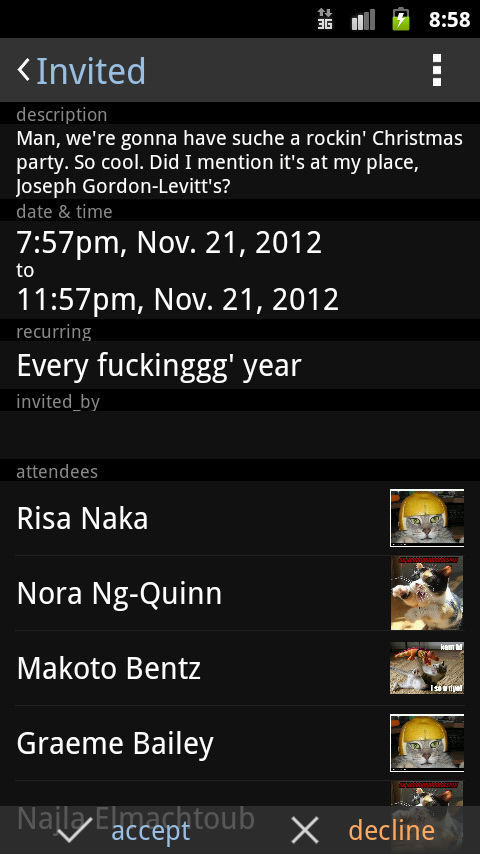 3G 8:58
Invited
description
Man, we're gonna have suche a rockin' Christmas
party. So cool. Did I mention it's at my place,
Joseph Gordon-Levitt's?
date & time
7:57pm, Nov. 21, 2012
to
11:57pm, Nov. 21, 2012
recurring
Every fuckinggg' year
invited_by
attendees
Risa Naka
Nora Ng-Quinn
Makoto Bentz
Graeme Bailey
Najla Elmachtoub
accept decline